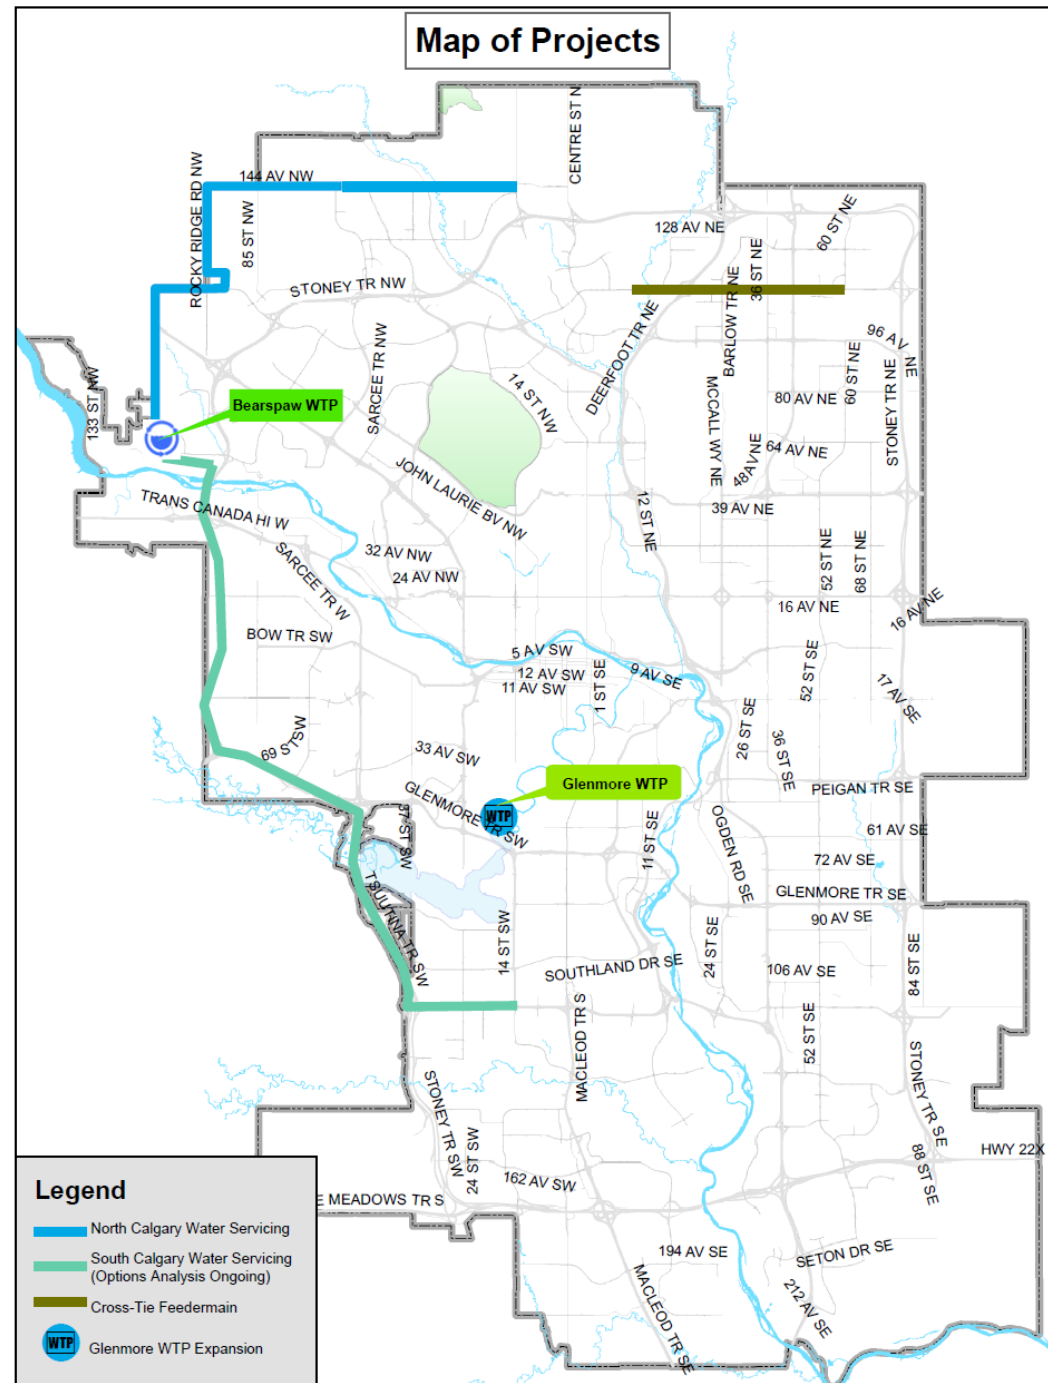 Map of Projects
CENTRE ST N
144 AV NW
ROCKY RIDGE RD NW
85 ST NW
128 AV NE
60 ST NE
36 ST NE
BARLOW TR NE
STONEY TR NW
DEERFOOT TR NE
96 AV NE
SARCEE TR NW
133 ST NW
Bearspaw WTP
14 ST NW
MCCALL WY NE
80 AV NE
60 ST NE
STONEY TR NE
64 AV NE
48 AV NE
JOHN LAURIE BV NW
39 AV NE
12 ST NE
TRANS CANADA HI W
32 AV NW
24 AV NW
SARCEE TR W
52 ST NE
68 ST NE
16 AV NE
16 AV NE
BOW TR SW
5 AV SW
12 AV SW
11 AV SW
1 ST SE
9 AV SE
52 ST SE
17 AV SE
26 ST SE
36 ST SE
69 ST SW
33 AV SW
Glenmore WTP
PEIGAN TR SE
GLENMORE TR SW
WTP
37 ST SW
11 ST SE
OGDEN RD SE
61 AV SE
72 AV SE
GLENMORE TR SE
90 AV SE
TSUUT'INA TR SW
14 ST SW
SOUTHLAND DR SE
24 ST SE
106 AV SE
84 ST SE
MACLEOD TR S
52 ST SE
STONEY TR SE
STONEY TR SW
24 ST SW
HWY 22X
88 ST SE
162 AV SW
E MEADOWS TR S
194 AV SE
SETON DR SE
MACLEOD TR SE
212 AV SE
Legend
North Calgary Water Servicing
South Calgary Water Servicing
(Options Analysis Ongoing)
Cross-Tie Feedermain
WTP
Glenmore WTP Expansion